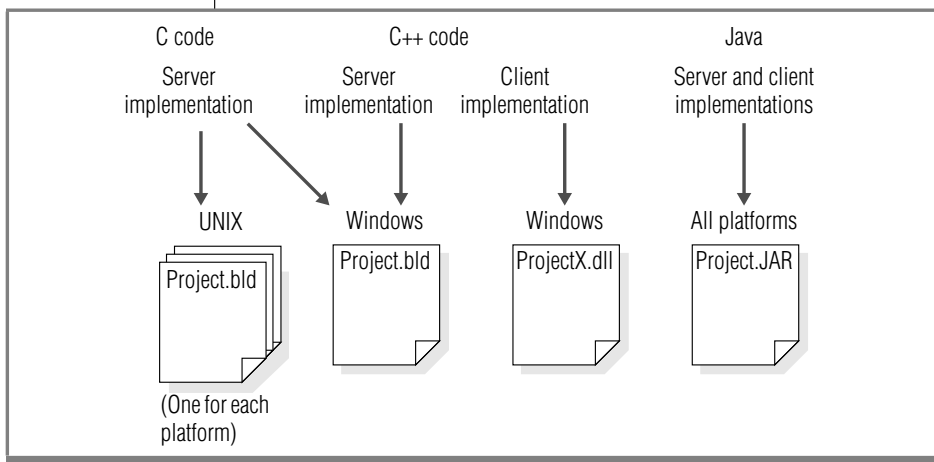 C code
C++ code
Java
Server
implementation
Server
implementation
Client
implementation
Server and client
implementations
UNIX
Windows
Windows
All platforms
Project.bld
Project.bld
ProjectX.dll
Project.JAR
(One for each
platform)